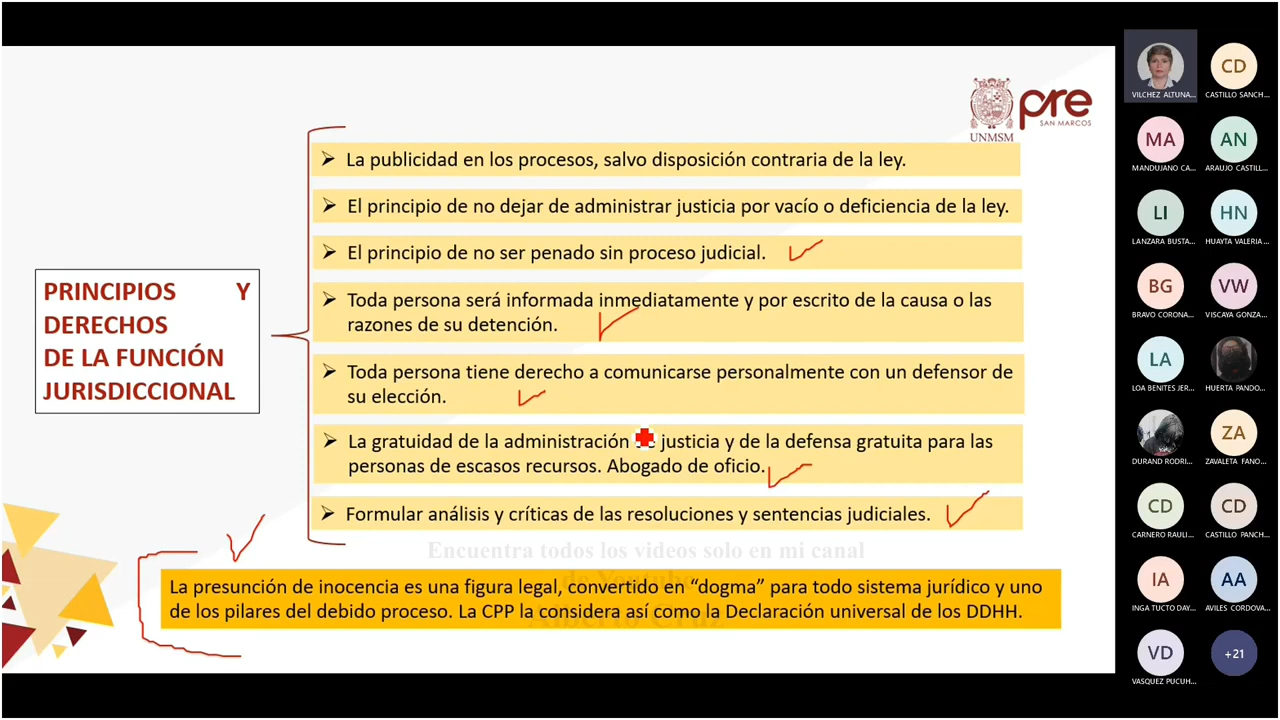 pre
SAN MARCOS
UNMSM
La publicidad en los procesos, salvo disposición contraria de la ley.
El principio de no dejar de administrar justicia por vacío o deficiencia de la ley.
El principio de no ser penado sin proceso judicial.
Toda persona será informada inmediatamente y por escrito de la causa o las
razones de su detención.
Toda persona tiene derecho a comunicarse personalmente con un defensor de
su elección.
La gratuidad de la administración justicia y de la defensa gratuita para las
personas de escasos recursos. Abogado de oficio.
Formular análisis y críticas de las resoluciones y sentencias judiciales.
PRINCIPIOS Y
DERECHOS
DE LA FUNCIÓN
JURISDICCIONAL
Encuentra todos los videos solo en mi canal
La presunción de inocencia es una figura legal, convertido en “dogma” para todo sistema jurídico y uno
de los pilares del debido proceso. La CPP la considera así como la Declaración universal de los DDHH.
VILCHEZ ALTUNA...
CD
CASTILLO SANCH...
MA
MANDUJANO CA...
AN
ARAUJO CASTILL...
LI
LANZARA BUSTA...
HN
HUAYTA VALERIA ...
BG
BRAVO CORONA...
VW
VISCAYA GONZA...
LA
LOA BENITES JER...
HUERTA PANDO...
DURAND RODRI...
ZA
ZAVALETA FANO...
CD
CARNERO RAULI...
CD
CASTILLO PANCH...
IA
INGA TUCTO DAY...
AA
AVILES CORDOVA...
VD
VASQUEZ PUCUH...
+21